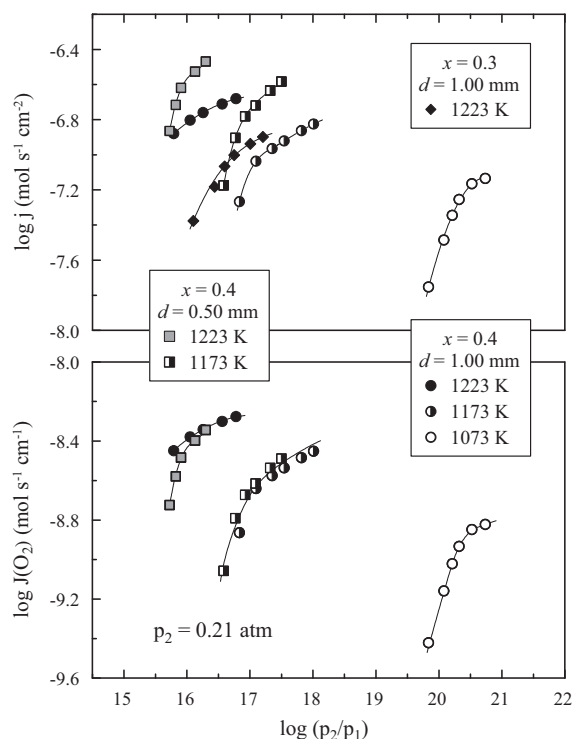 -6.4
-6.8
-7.2
-7.6
-8.0
log j (mol s⁻¹ cm⁻²)
x = 0.3
d = 1.00 mm
1223 K
x = 0.4
d = 0.50 mm
1223 K
1173 K
x = 0.4
d = 1.00 mm
1223 K
1173 K
1073 K
-8.0
-8.4
-8.8
-9.2
-9.6
log J(O₂) (mol s⁻¹ cm⁻¹)
p₂ = 0.21 atm
15 16 17 18 19 20 21 22
log (p₂/p₁)